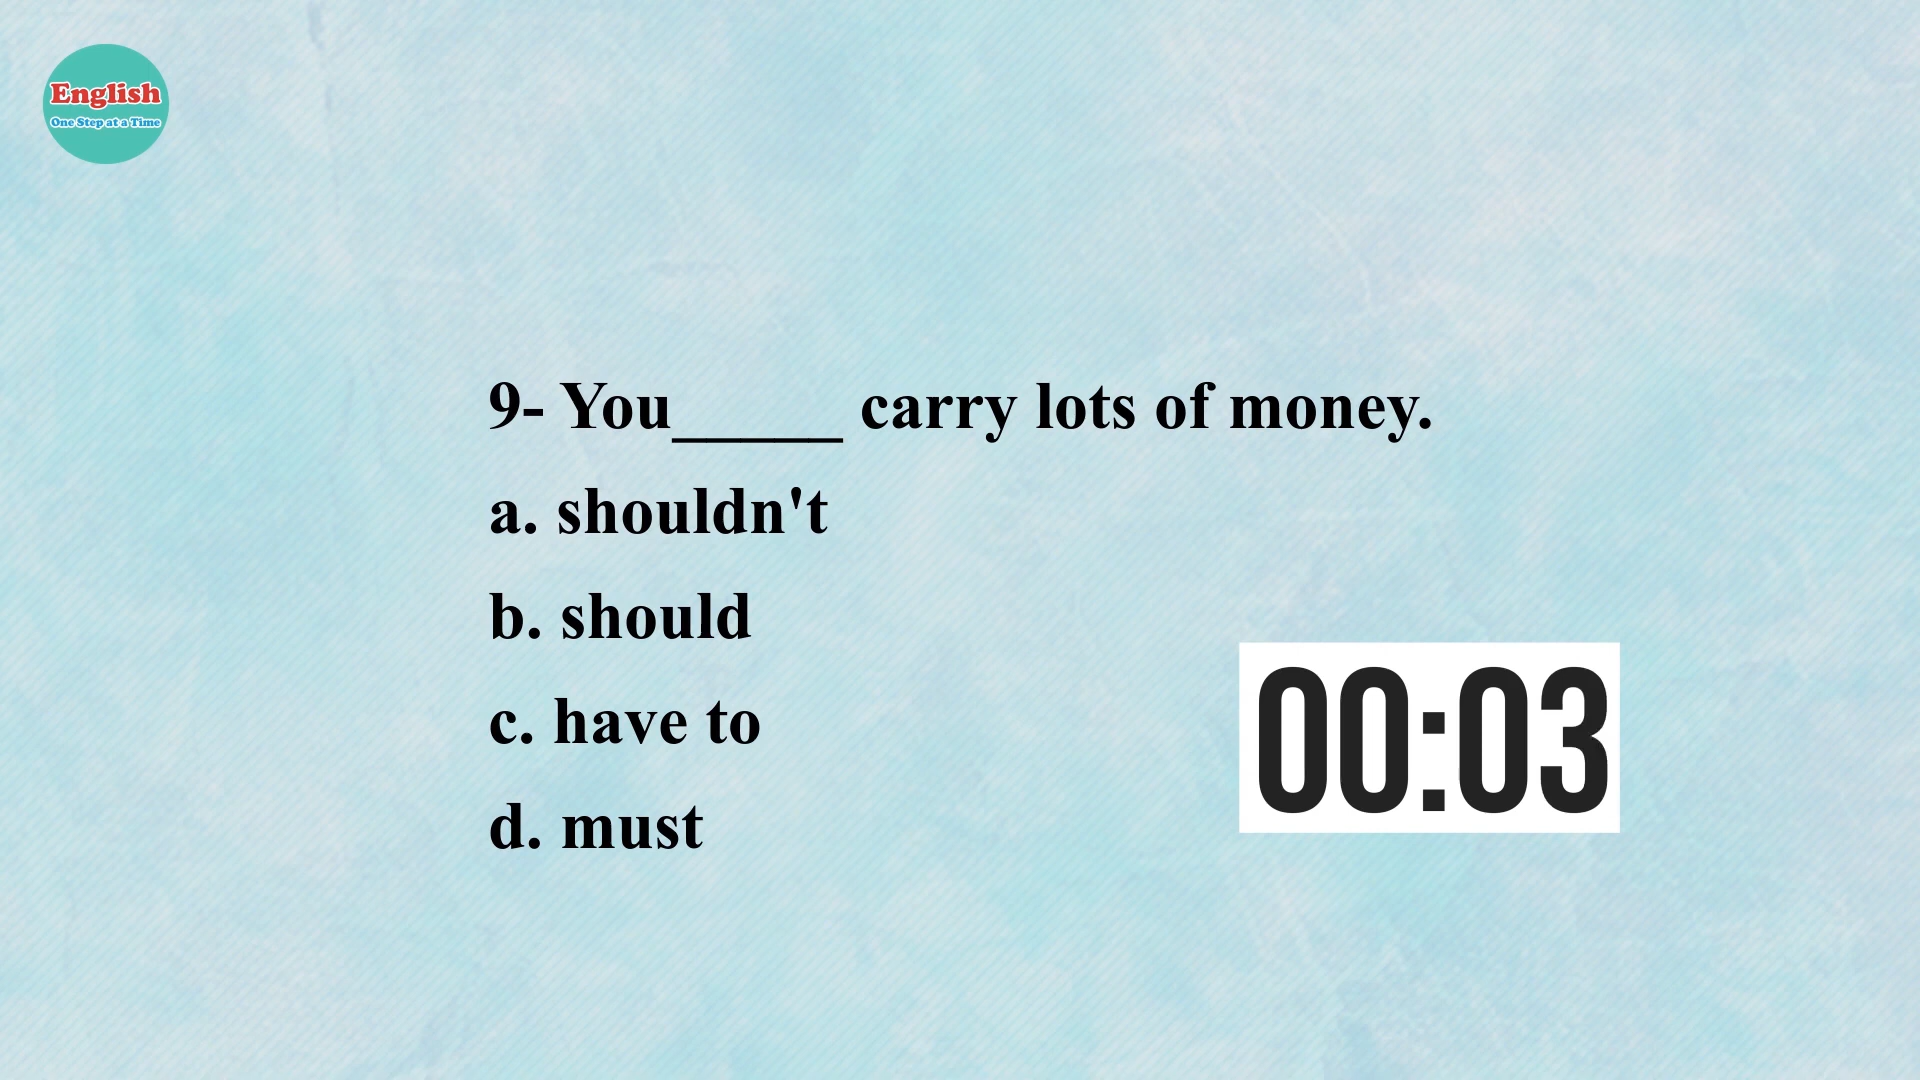 English
One Step at a Time
9- You_____ carry lots of money.
a. shouldn't
b. should
c. have to
d. must
00:03